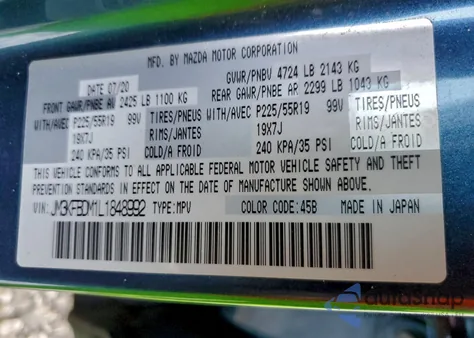 MFD. BY MAZDA MOTOR CORPORATION
DATE 07/20 GVWR/PNBV 4724 LB 2143 KG
FRONT GAWR/PNBE AV 2425 LB 1100 KG REAR GAWR/PNBE AR. 2299 LB 1043 KG
WITH/AVEC P225/55R19 99V TIRES/PNEUS WITH/AVEC P225/55R19 99V TIRES/PNEUS
19X7J RIMS/JANTES 19X7J RIMS/JANTES
240 KPA/35 PSI COLD/A FROID 240 KPA/35 PSI COLD/A FROID
THIS VEHICLE CONFORMS TO ALL APPLICABLE FEDERAL MOTOR VEHICLE SAFETY AND THEFT
PREVENTION STANDARDS IN EFFECT ON THE DATE OF MANUFACTURE SHOWN ABOVE.
VIN: JM3KFBDM1L1848992 TYPE:MPV COLOR CODE:45B MADE IN JAPAN
autosnap